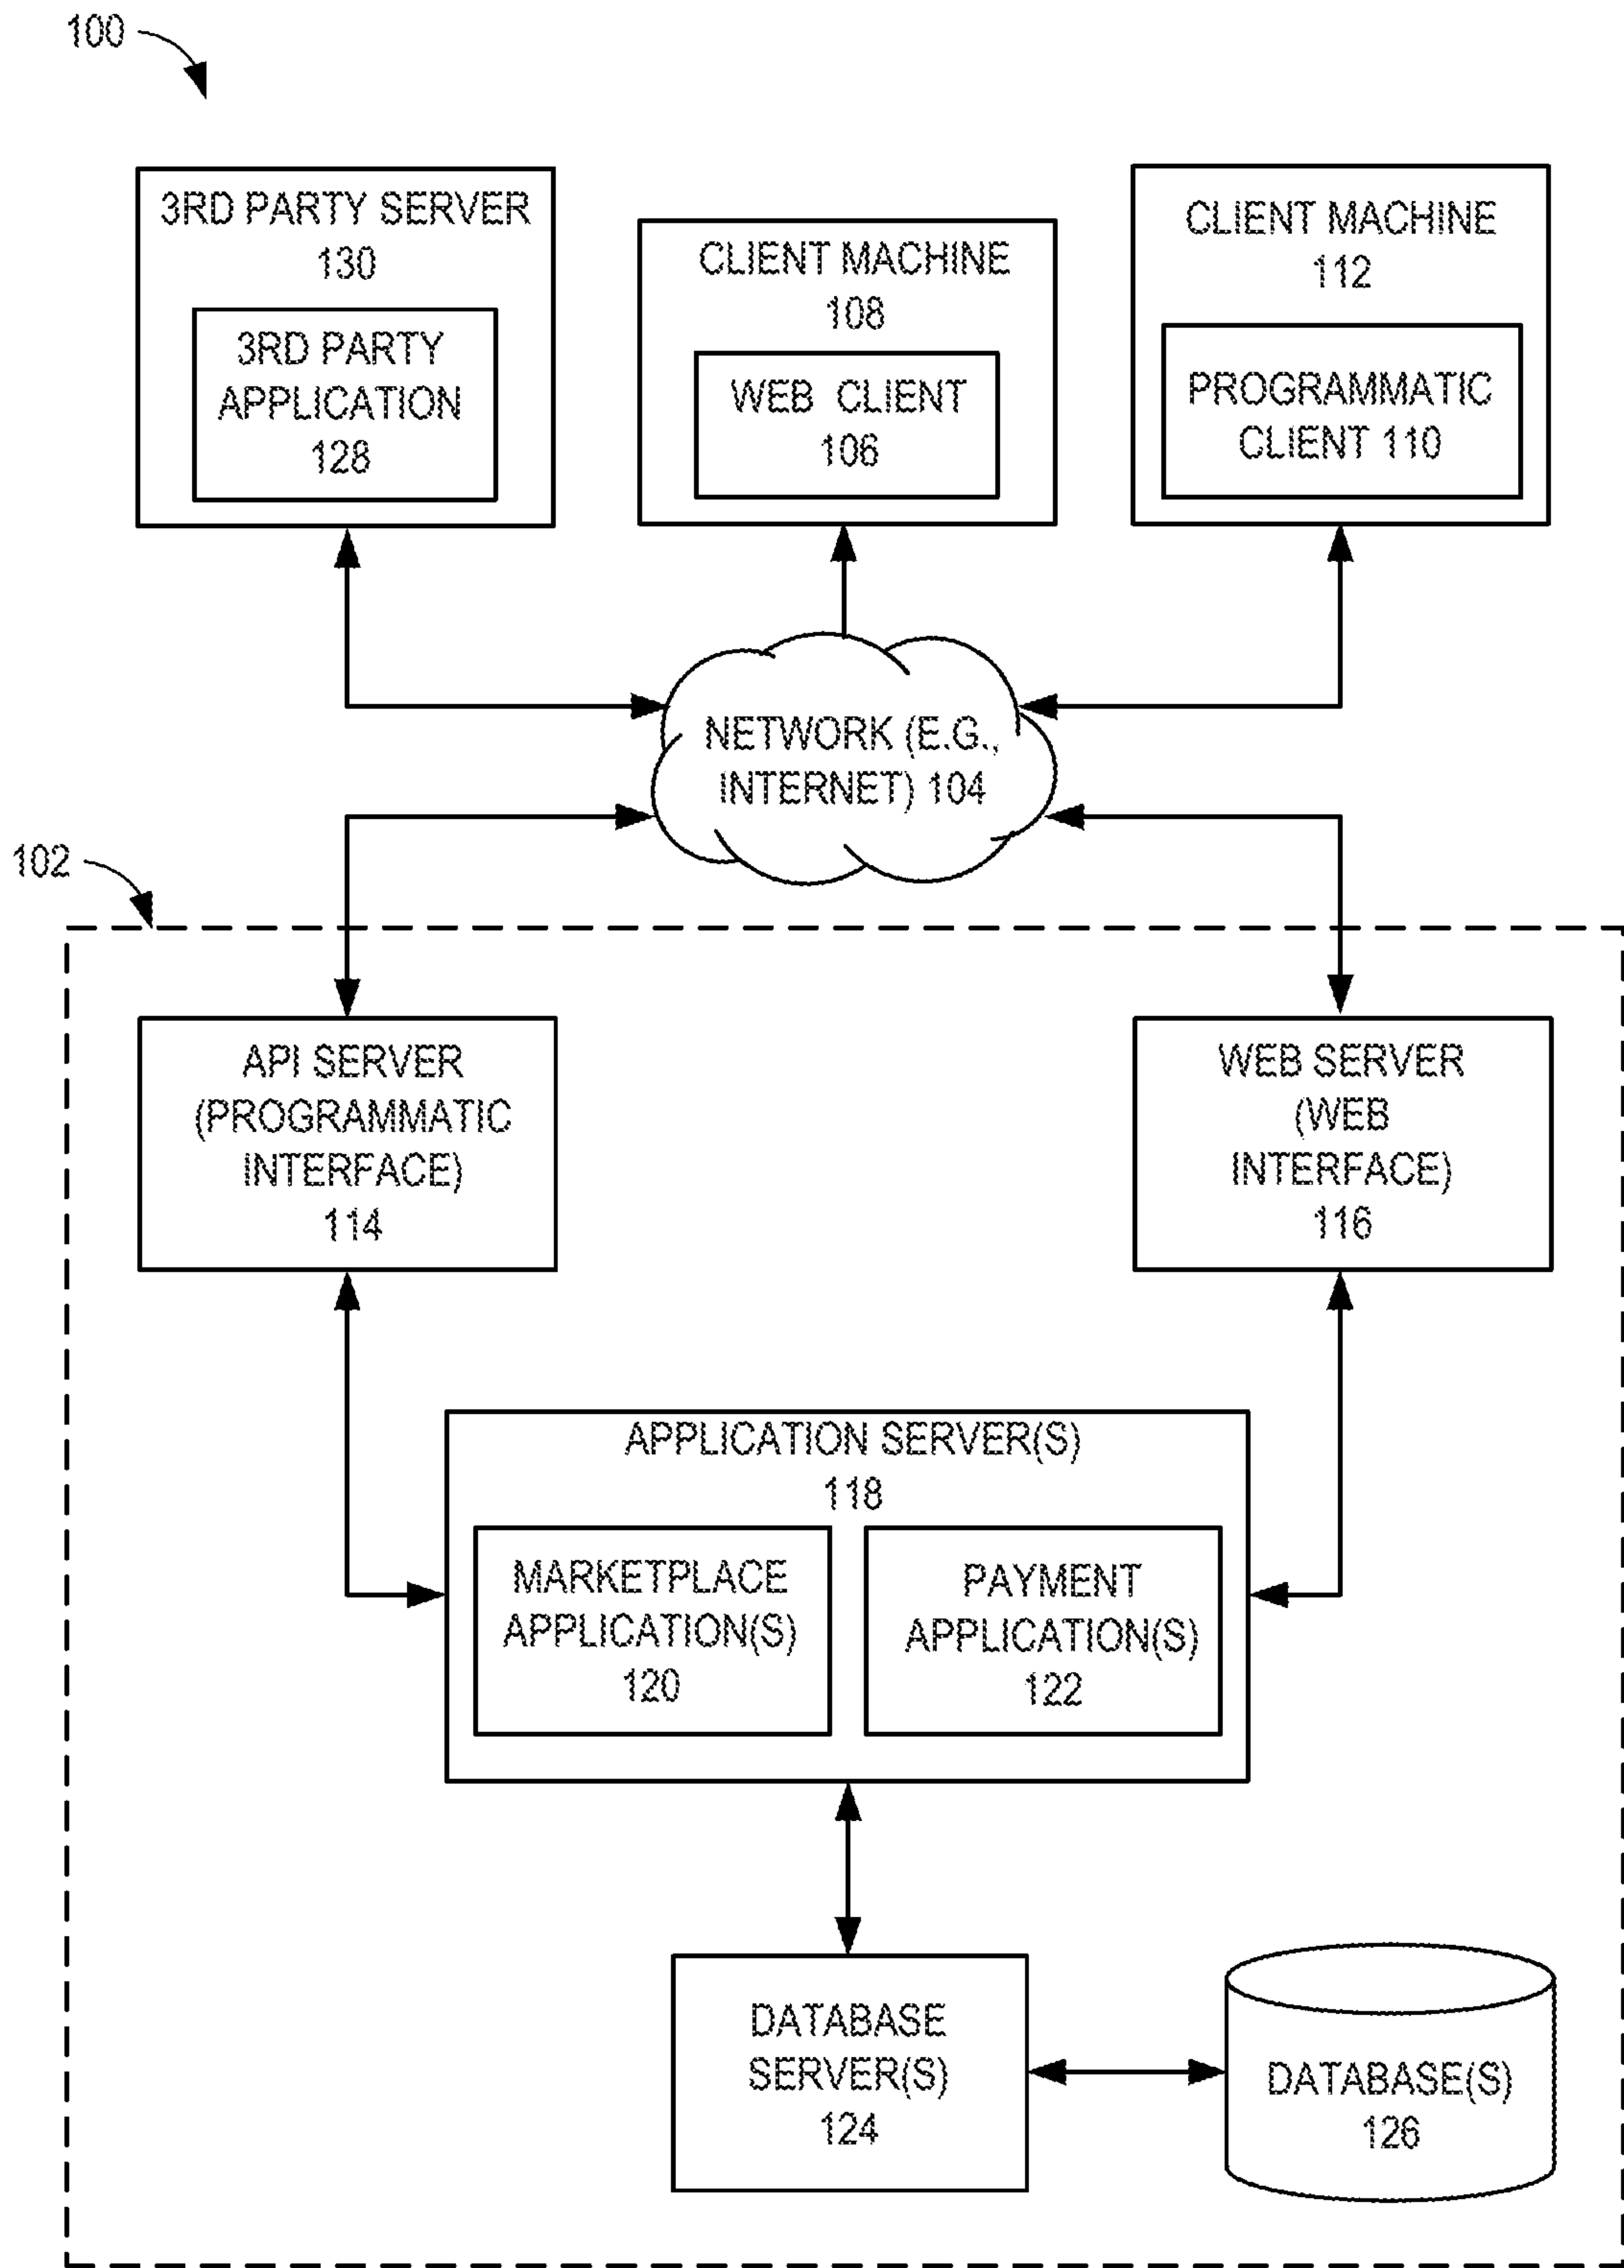 100
3RD PARTY SERVER
130
3RD PARTY
APPLICATION
128
CLIENT MACHINE
108
WEB CLIENT
106
CLIENT MACHINE
112
PROGRAMMATIC
CLIENT 110
NETWORK (E.G.,
INTERNET) 104
102
API SERVER
(PROGRAMMATIC
INTERFACE)
114
WEB SERVER
(WEB
INTERFACE)
116
APPLICATION SERVER(S)
118
MARKETPLACE
APPLICATION(S)
120
PAYMENT
APPLICATION(S)
122
DATABASE
SERVER(S)
124
DATABASE(S)
126